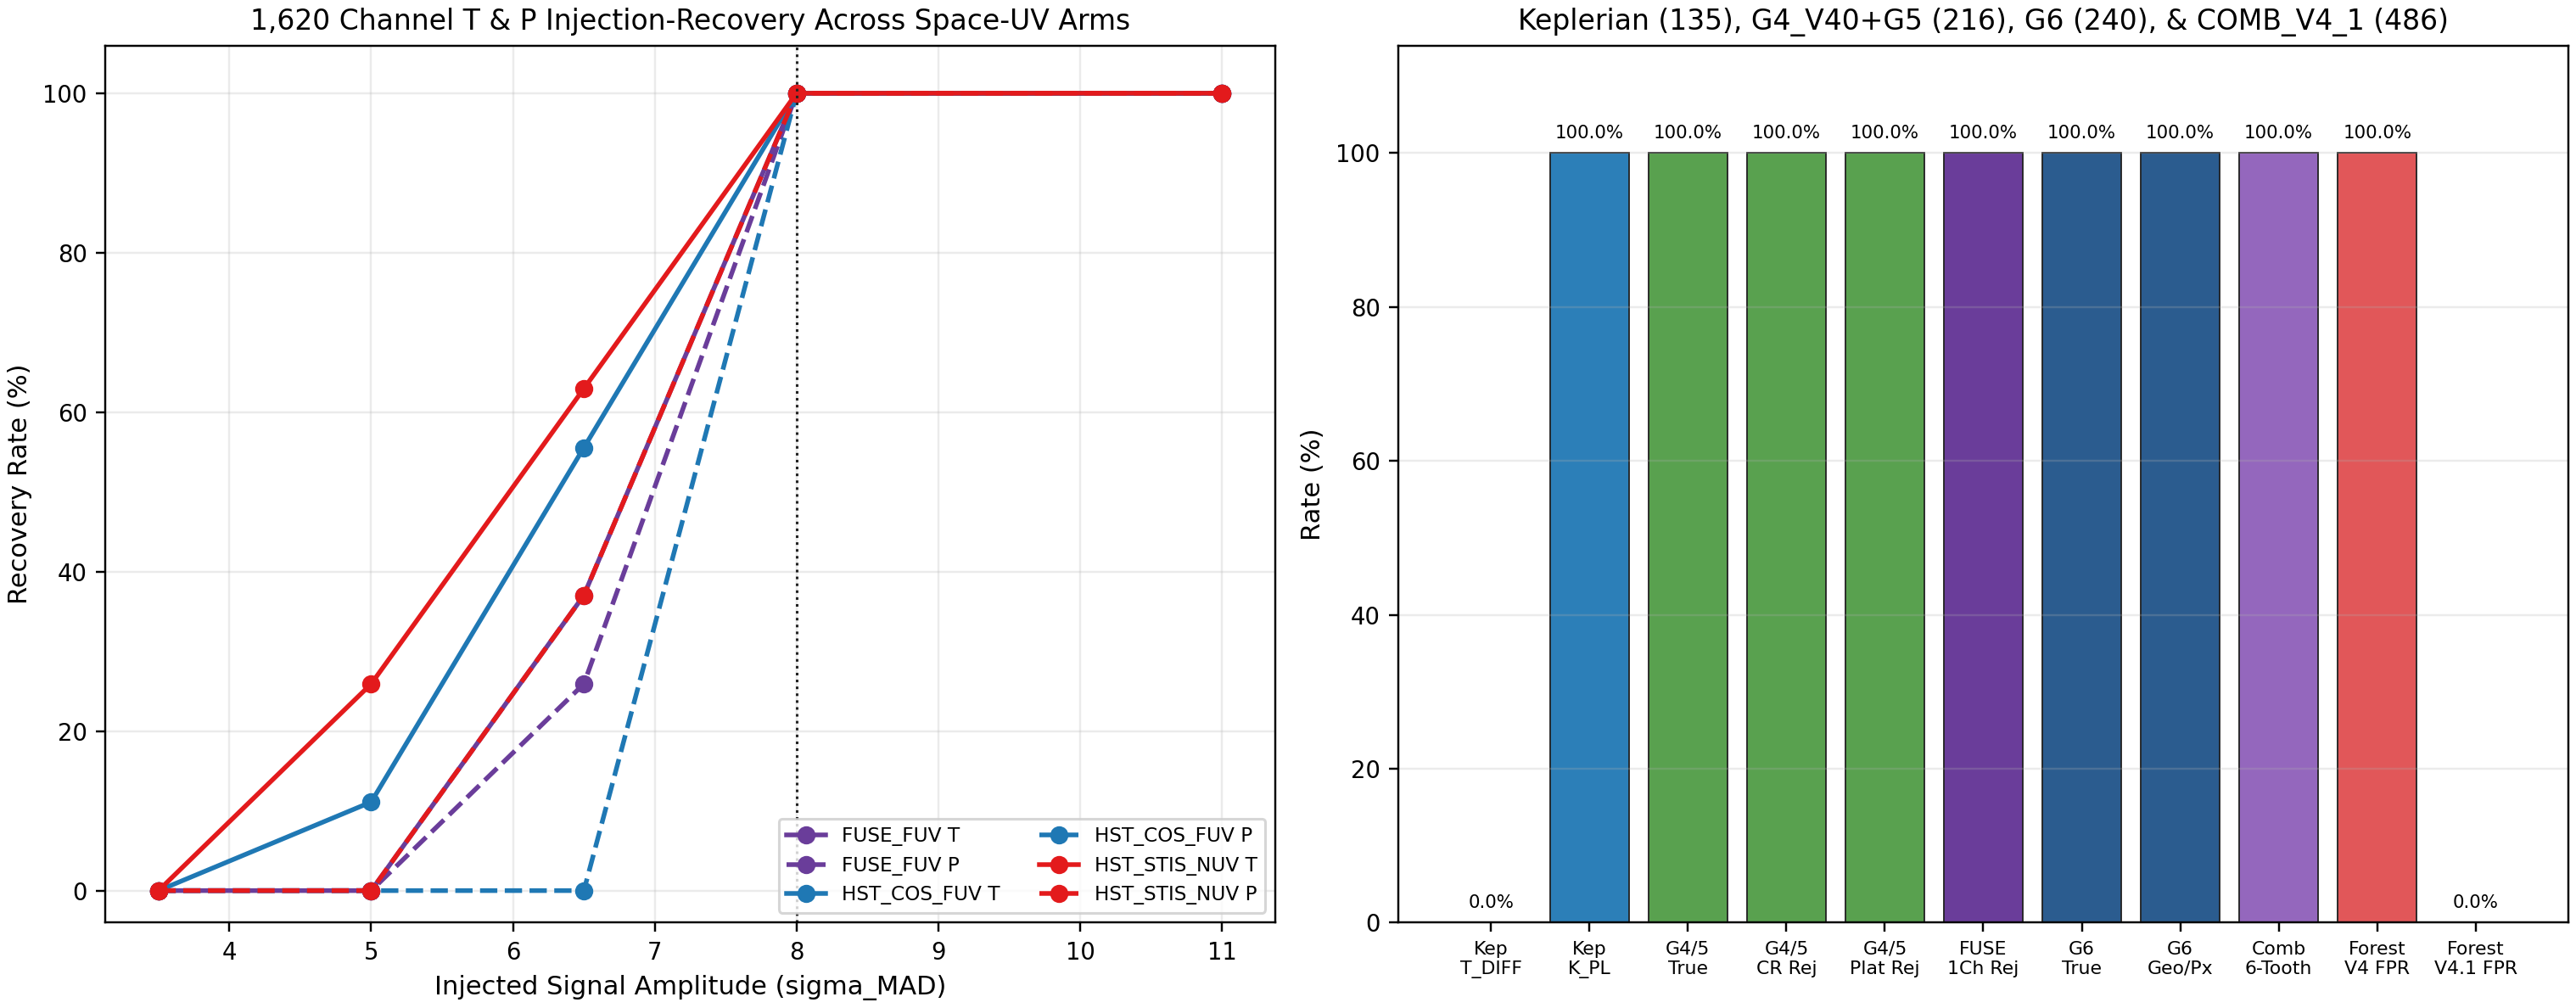 1,620 Channel T & P Injection-Recovery Across Space-UV Arms
Recovery Rate (%)
100
80
60
40
20
0
4
5
6
7
8
9
10
11
Injected Signal Amplitude (sigma_MAD)
FUSE_FUV T
FUSE_FUV P
HST_COS_FUV T
HST_COS_FUV P
HST_STIS_NUV T
HST_STIS_NUV P
Keplerian (135), G4_V40+G5 (216), G6 (240), & COMB_V4_1 (486)
Rate (%)
100
80
60
40
20
0
0.0%
100.0%
100.0%
100.0%
100.0%
100.0%
100.0%
100.0%
100.0%
100.0%
0.0%
Kep
T_DIFF
Kep
K_PL
G4/5
True
G4/5
CR Rej
G4/5
Plat Rej
FUSE
1Ch Rej
G6
True
G6
Geo/Px
Comb
6-Tooth
Forest
V4 FPR
Forest
V4.1 FPR